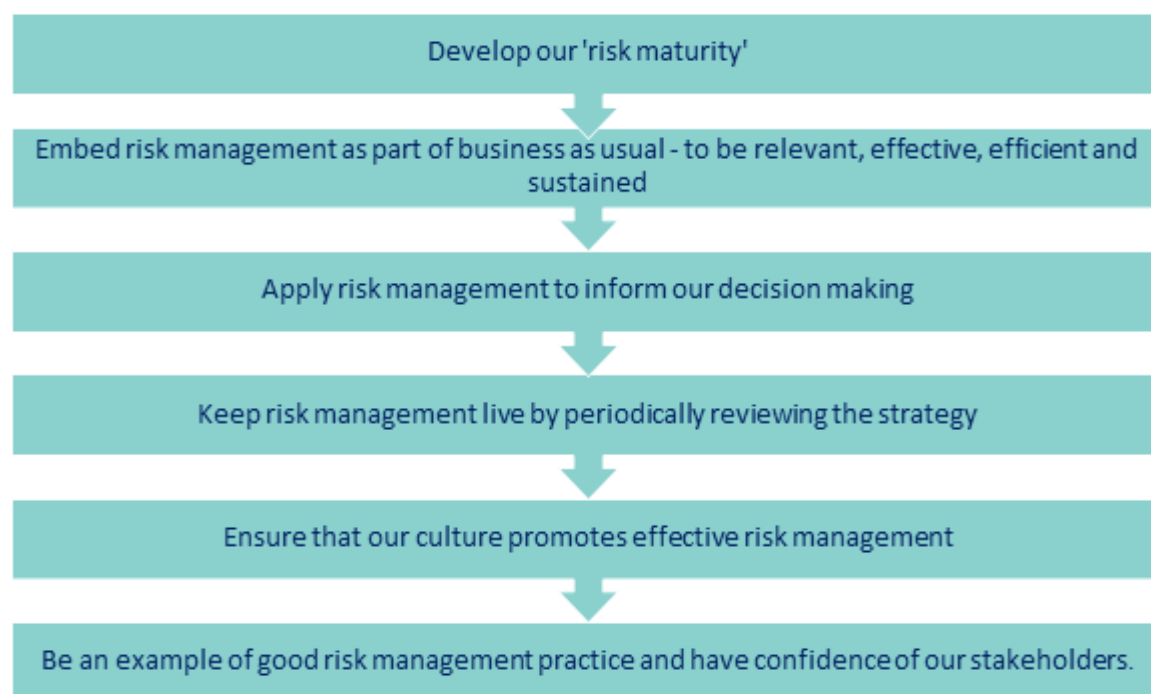 Develop our 'risk maturity'
Embed risk management as part of business as usual - to be relevant, effective, efficient and
sustained
Apply risk management to inform our decision making
Keep risk management live by periodically reviewing the strategy
Ensure that our culture promotes effective risk management
Be an example of good risk management practice and have confidence of our stakeholders.